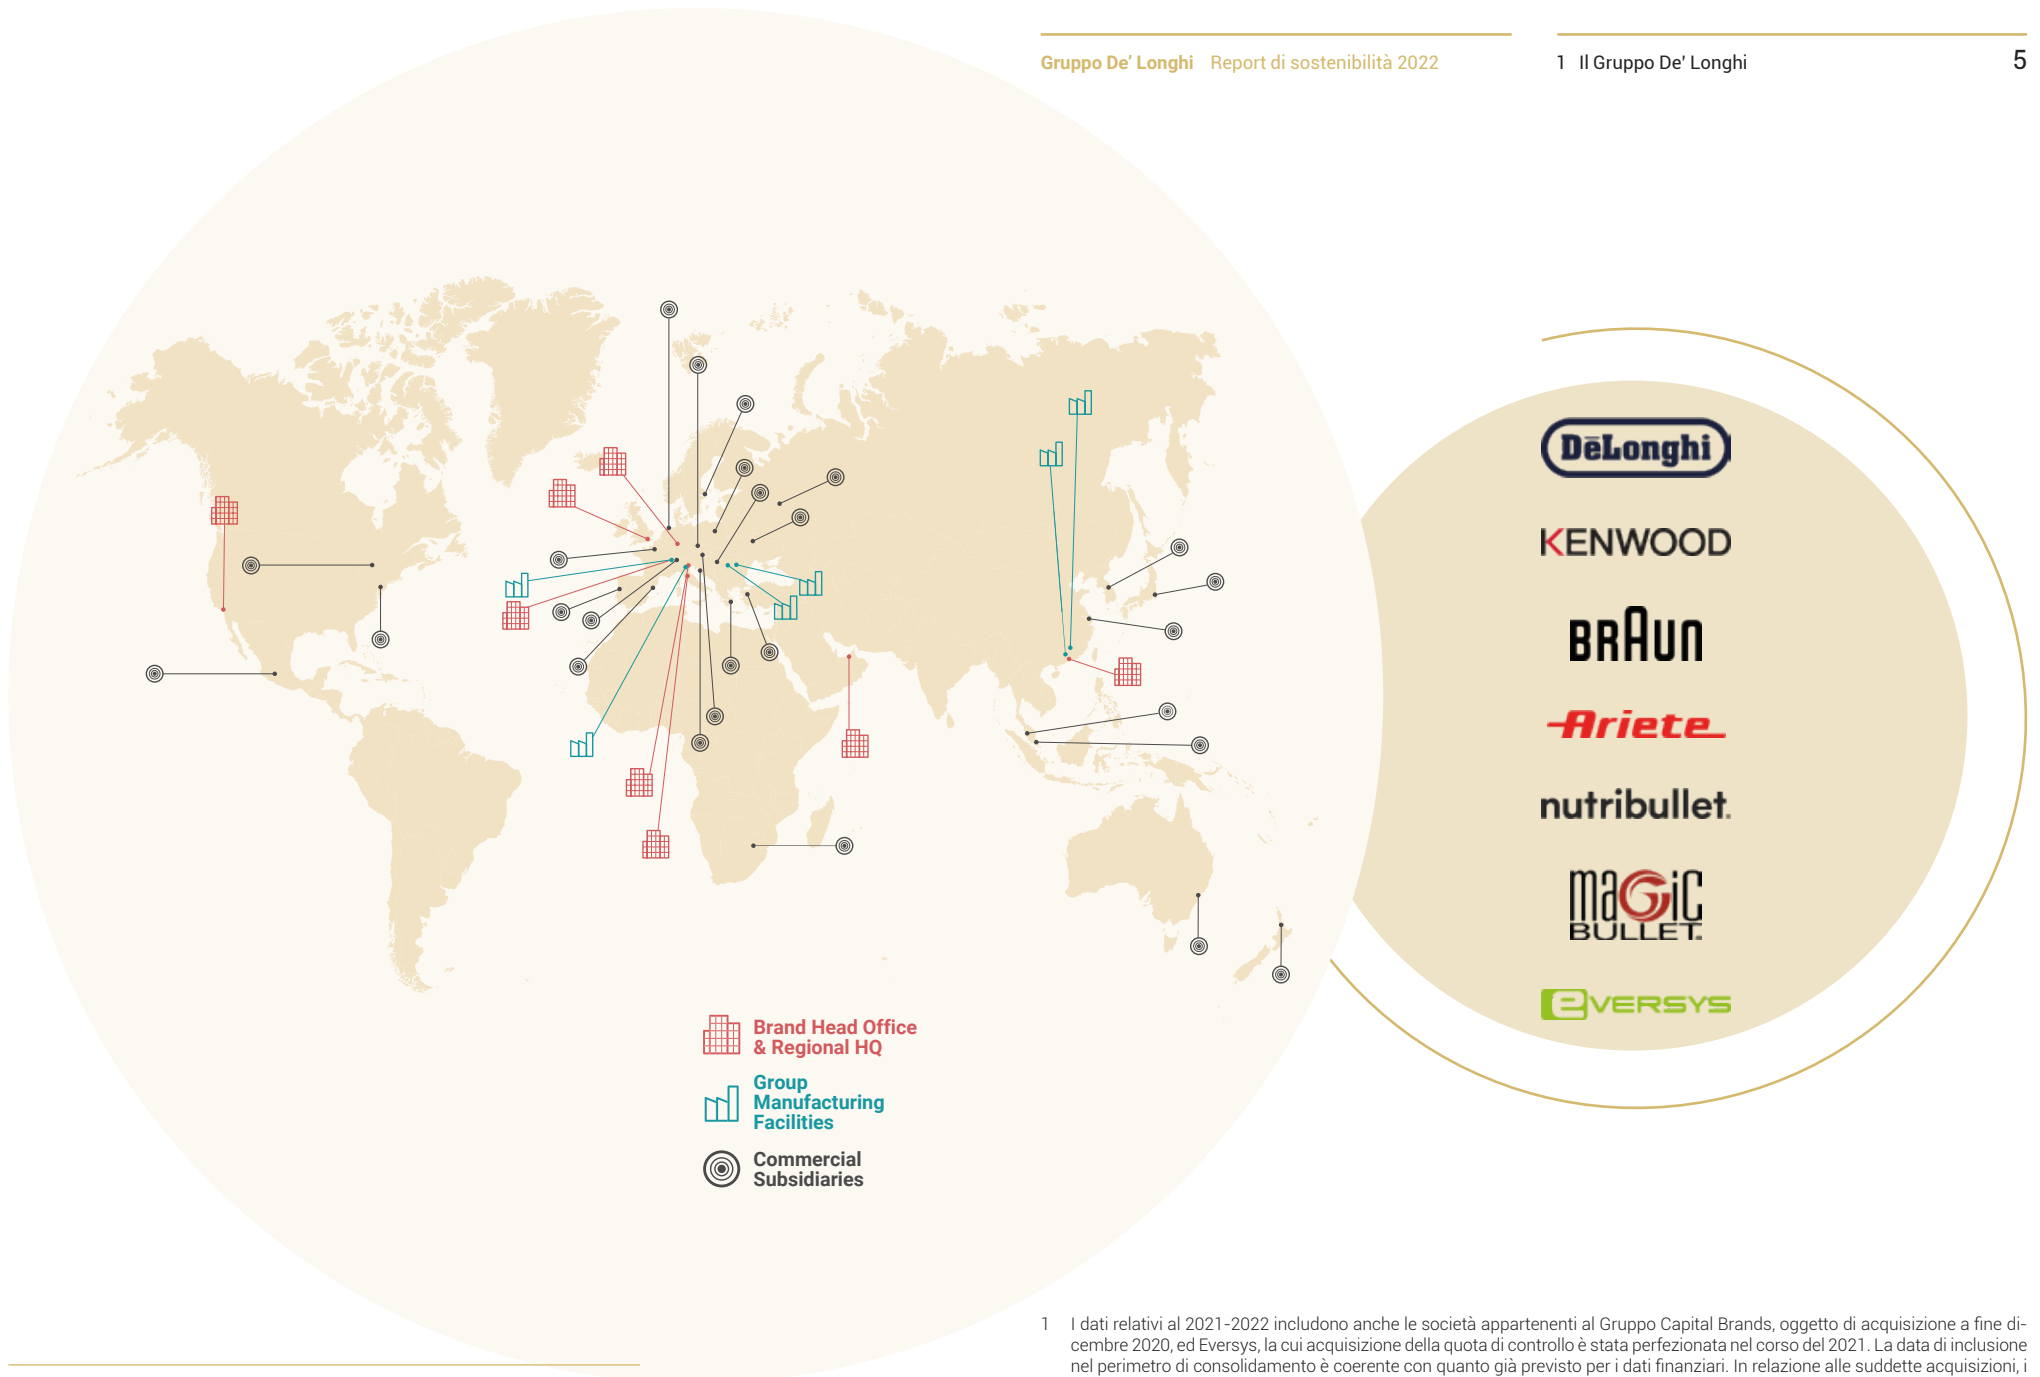 Gruppo De' Longhi Report di sostenibilità 2022
1 Il Gruppo De' Longhi
5
DēLonghi
KENWOOD
BRAUN
Ariete
nutribullet.
magic
BULLET
eVERSYS
Brand Head Office
& Regional HQ
Group
Manufacturing
Facilities
Commercial
Subsidiaries
1 I dati relativi al 2021-2022 includono anche le società appartenenti al Gruppo Capital Brands, oggetto di acquisizione a fine di-
cembre 2020, ed Eversys, la cui acquisizione della quota di controllo è stata perfezionata nel corso del 2021. La data di inclusione
nel perimetro di consolidamento è coerente con quanto già previsto per i dati finanziari. In relazione alle suddette acquisizioni, i